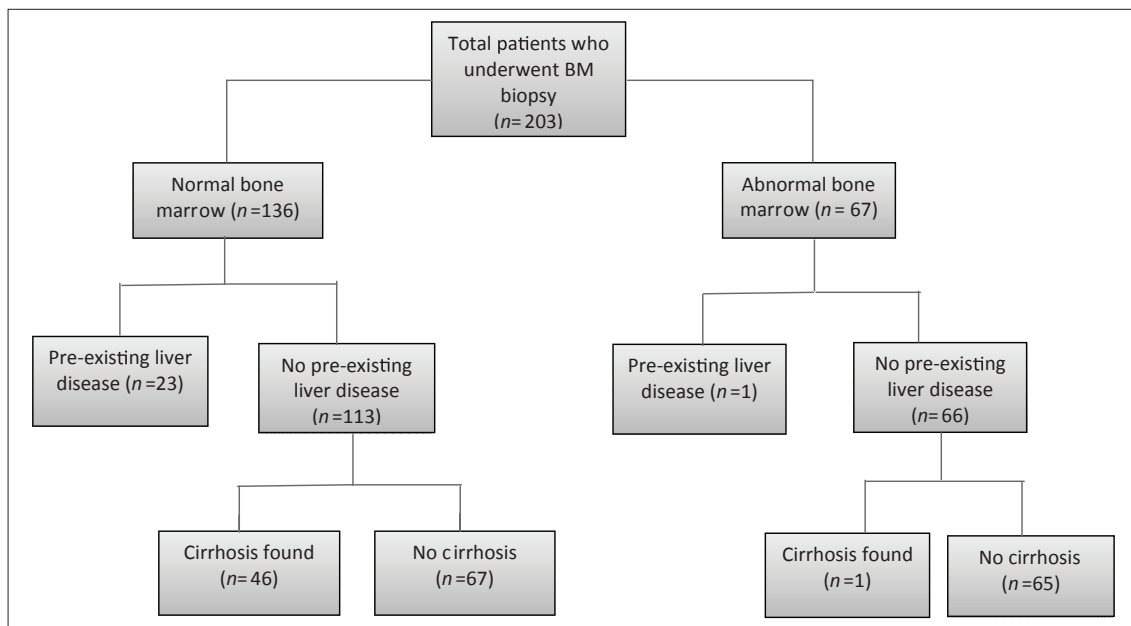 Total patients who
underwent BM
biopsy
(n= 203)
Normal bone
marrow (n =136)
Abnormal bone
marrow (n = 67)
Pre-existing liver
disease (n =23)
No pre-existing
liver disease
(n =113)
Pre-existing liver
disease (n =1)
No pre-existing
liver disease
(n= 66)
Cirrhosis found
(n= 46)
No cirrhosis
(n= 67)
Cirrhosis found
(n =1)
No cirrhosis
(n =65)